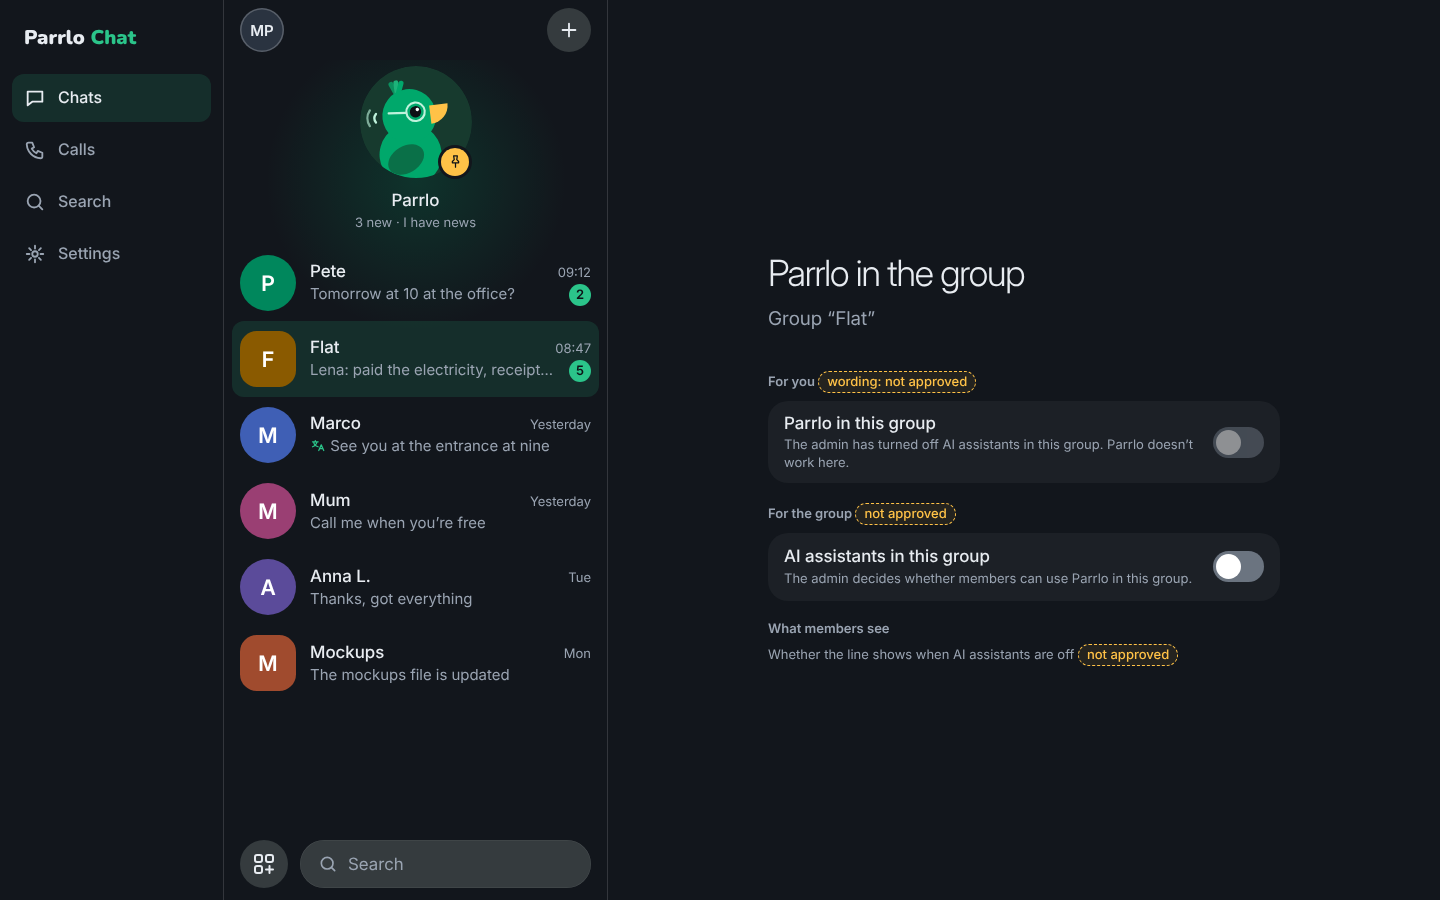 Parrlo Chat
Chats
Calls
Search
Settings
MP
Parrlo
3 new · I have news
P
Pete
09:12
Tomorrow at 10 at the office?
2
F
Flat
08:47
Lena: paid the electricity, receipt...
5
M
Marco
Yesterday
See you at the entrance at nine
M
Mum
Yesterday
Call me when you’re free
A
Anna L.
Tue
Thanks, got everything
M
Mockups
Mon
The mockups file is updated
Search
Parrlo in the group
Group “Flat”
For you wording: not approved
Parrlo in this group
The admin has turned off AI assistants in this group. Parrlo doesn’t
work here.
For the group not approved
AI assistants in this group
The admin decides whether members can use Parrlo in this group.
What members see
Whether the line shows when AI assistants are off not approved